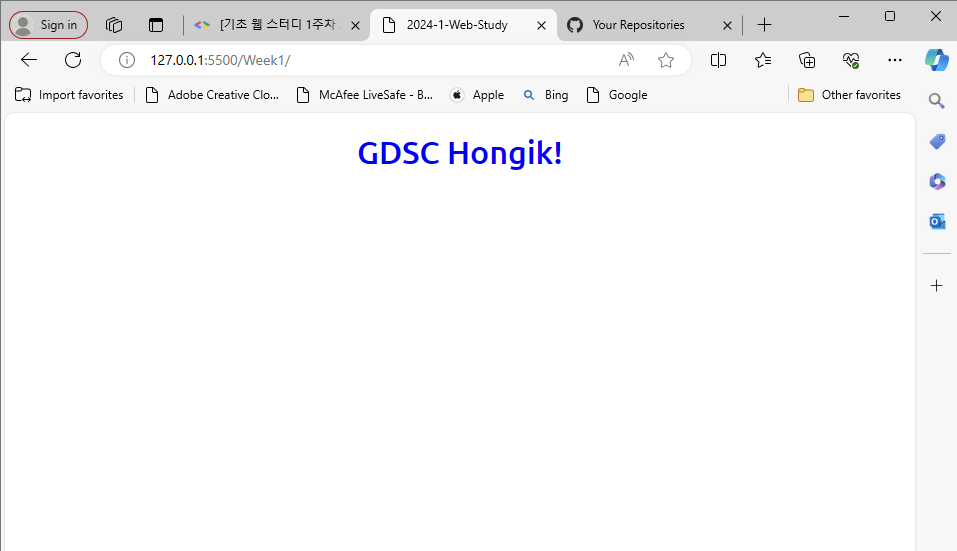 Sign in
[기초 웹 스터디 1주차
2024-1-Web-Study
Your Repositories
127.0.0.1:5500/Week1/
Import favorites
Adobe Creative Clo...
McAfee LiveSafe - B...
Apple
Bing
Google
Other favorites
GDSC Hongik!